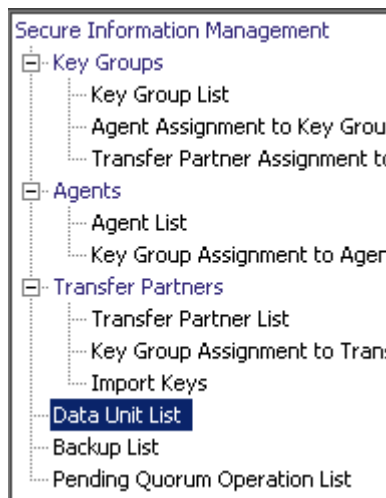 Secure Information Management
Key Groups
Key Group List
Agent Assignment to Key Grou
Transfer Partner Assignment to
Agents
Agent List
Key Group Assignment to Agen
Transfer Partners
Transfer Partner List
Key Group Assignment to Trans
Import Keys
Data Unit List
Backup List
Pending Quorum Operation List